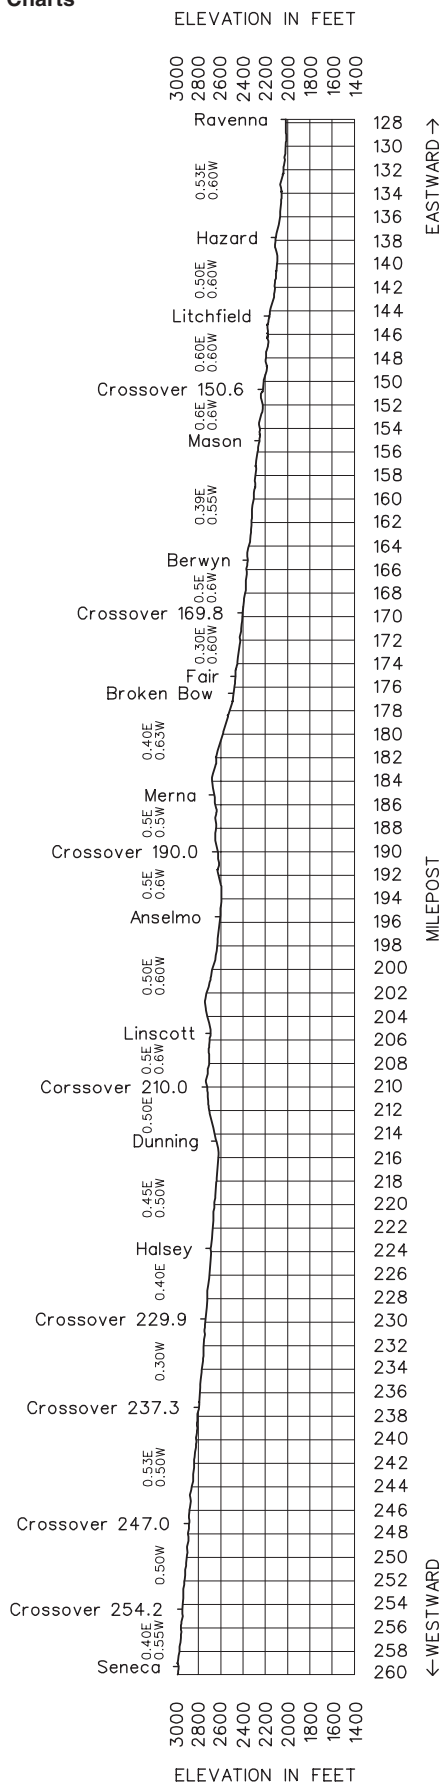 Charts
ELEVATION IN FEET
3000 2800 2600 2400 2200 2000 1800 1600 1400
Ravenna 128
130
0.53E 0.60W 132
134
136
Hazard 138
140
0.50E 0.60W 142
Litchfield 144
146
0.60E 0.60W 148
150
Crossover 150.6
0.6E 0.6W 152
154
Mason
156
158
0.39E 0.55W 160
162
164
Berwyn 166
0.5E 0.6W 168
Crossover 169.8 170
0.30E 0.60W 172
174
Fair
Broken Bow 176
178
0.40E 0.63W 180
182
184
Merna
186
0.5E 0.5W 188
Crossover 190.0 190
0.5E 0.6W 192
194
Anselmo 196
198
0.50E 0.60W 200
202
204
Linscott 206
0.5E 0.6W 208
Corssover 210.0 210
0.50E 212
214
Dunning
216
218
0.45E 0.50W 220
222
Halsey 224
0.40E 226
228
Crossover 229.9 230
232
0.30W 234
236
Crossover 237.3
238
240
0.53E 0.50W 242
244
246
Crossover 247.0
248
0.50W 250
252
Crossover 254.2 254
0.40E 0.55W 256
258
Seneca 260
EASTWARD →
MILEPOST
← WESTWARD
3000 2800 2600 2400 2200 2000 1800 1600 1400
ELEVATION IN FEET